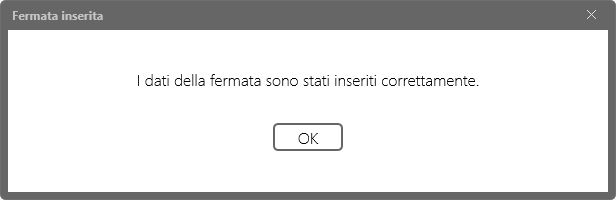 Fermata inserita
I dati della fermata sono stati inseriti correttamente.
OK